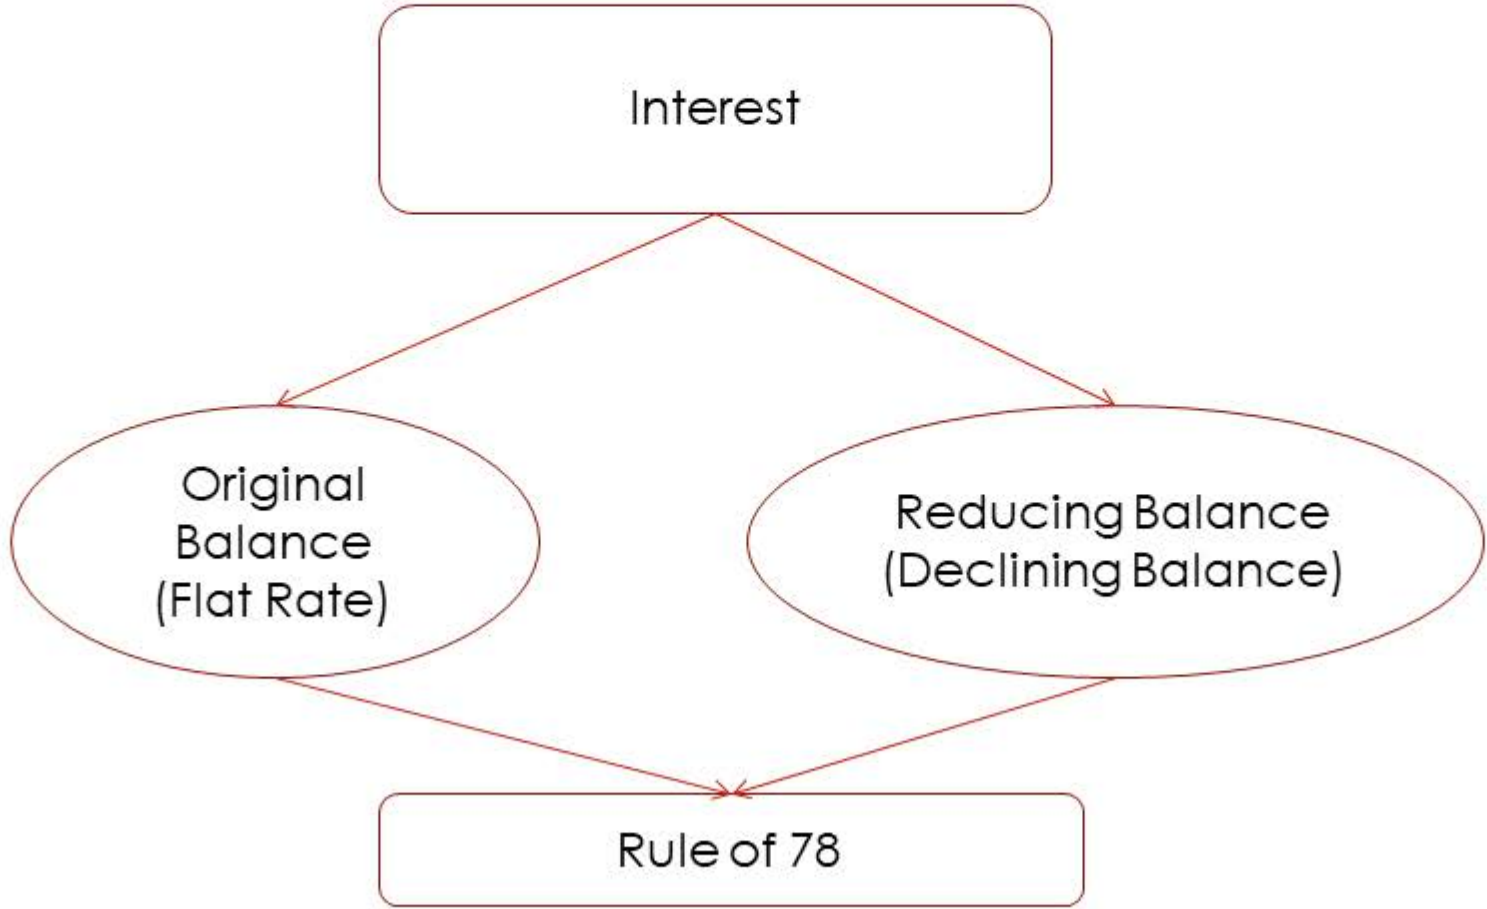 Interest
Original
Balance
(Flat Rate)
Reducing Balance
(Declining Balance)
Rule of 78